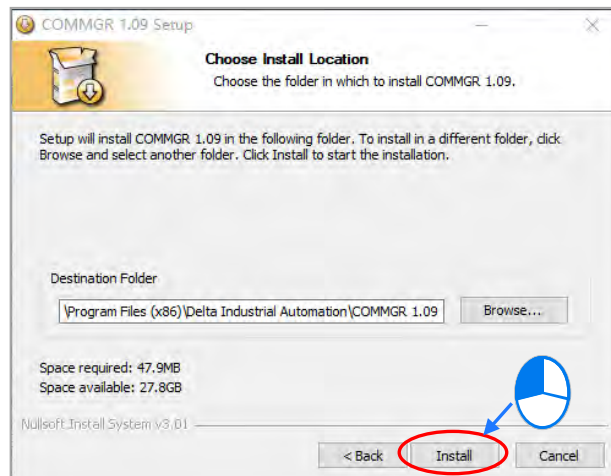 COMMGR 1.09 Setup
Choose Install Location
Choose the folder in which to install COMMGR 1.09.
Setup will install COMMGR 1.09 in the following folder. To install in a different folder, click
Browse and select another folder. Click Install to start the installation.
Destination Folder
\Program Files (x86)\Delta Industrial Automation\COMMGR 1.09
Browse...
Space required: 47.9MB
Space available: 27.8GB
Nullsoft Install System v3.01
< Back
Install
Cancel